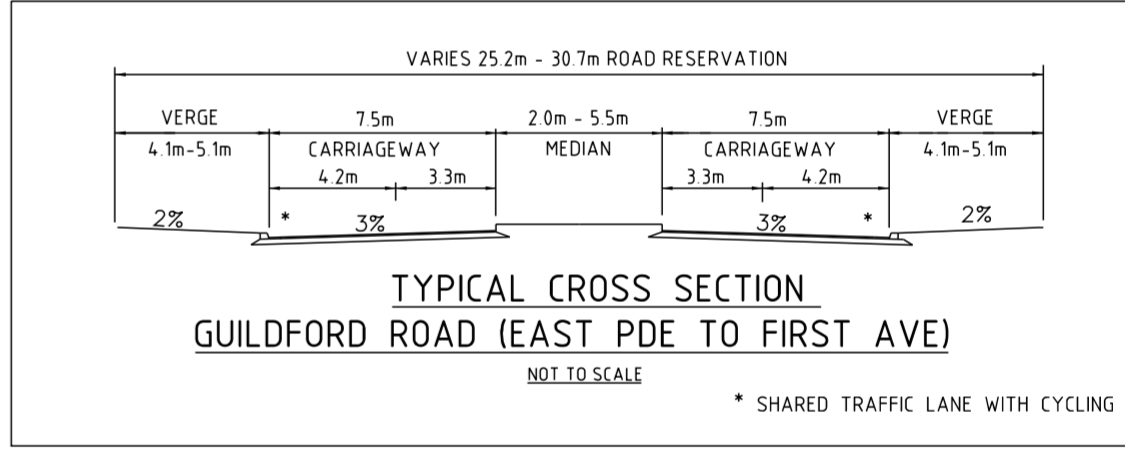 VARIES 25.2m - 30.7m ROAD RESERVATION
VERGE 7.5m 2.0m - 5.5m 7.5m VERGE
4.1m-5.1m CARRIAGEWAY MEDIAN CARRIAGEWAY 4.1m-5.1m
4.2m 3.3m 3.3m 4.2m
2% * 3% 3% * 2%
TYPICAL CROSS SECTION
GUILDFORD ROAD (EAST PDE TO FIRST AVE)
NOT TO SCALE
* SHARED TRAFFIC LANE WITH CYCLING